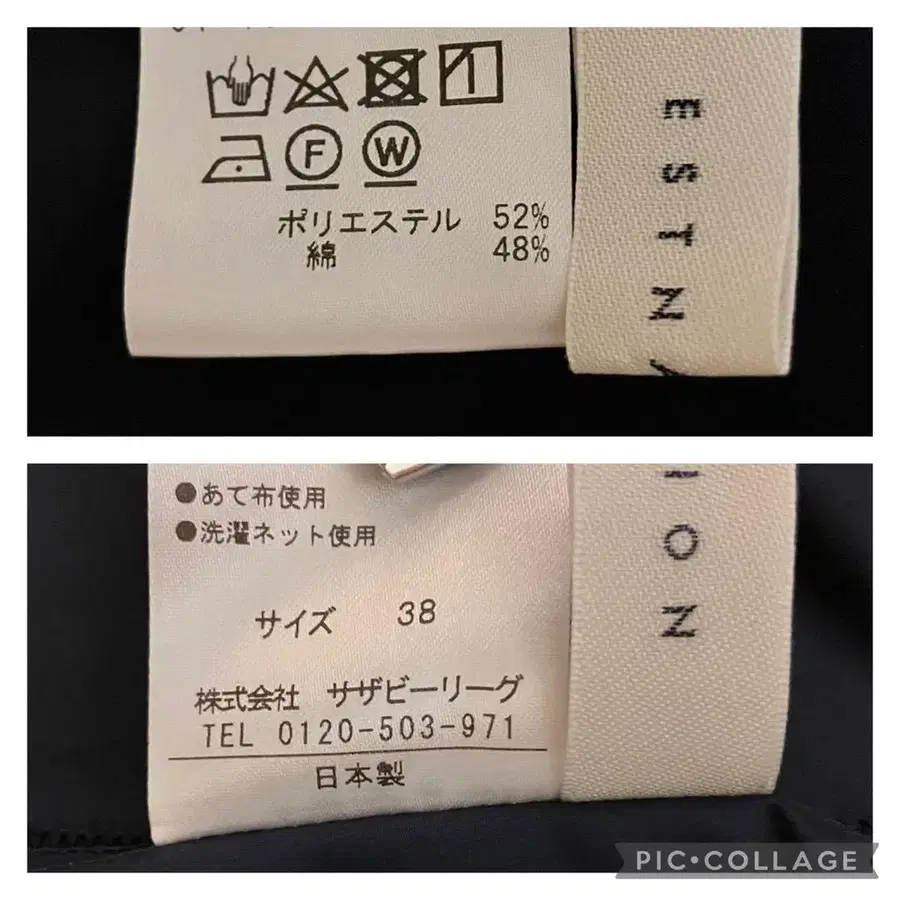 F W
ポリエステル 52%
綿 48%
ESTNA
●あて布使用
●洗濯ネット使用
サイズ 38
株式会社 サザビーリーグ
TEL 0120-503-971
日本製
ION
PIC•COLLAGE